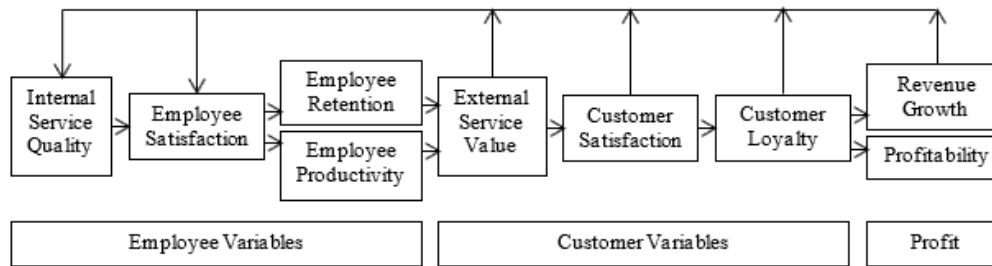 Internal
Service
Quality
Employee
Satisfaction
Employee
Retention
Employee
Productivity
External
Service
Value
Customer
Satisfaction
Customer
Loyalty
Revenue
Growth
Profitability
Employee Variables
Customer Variables
Profit